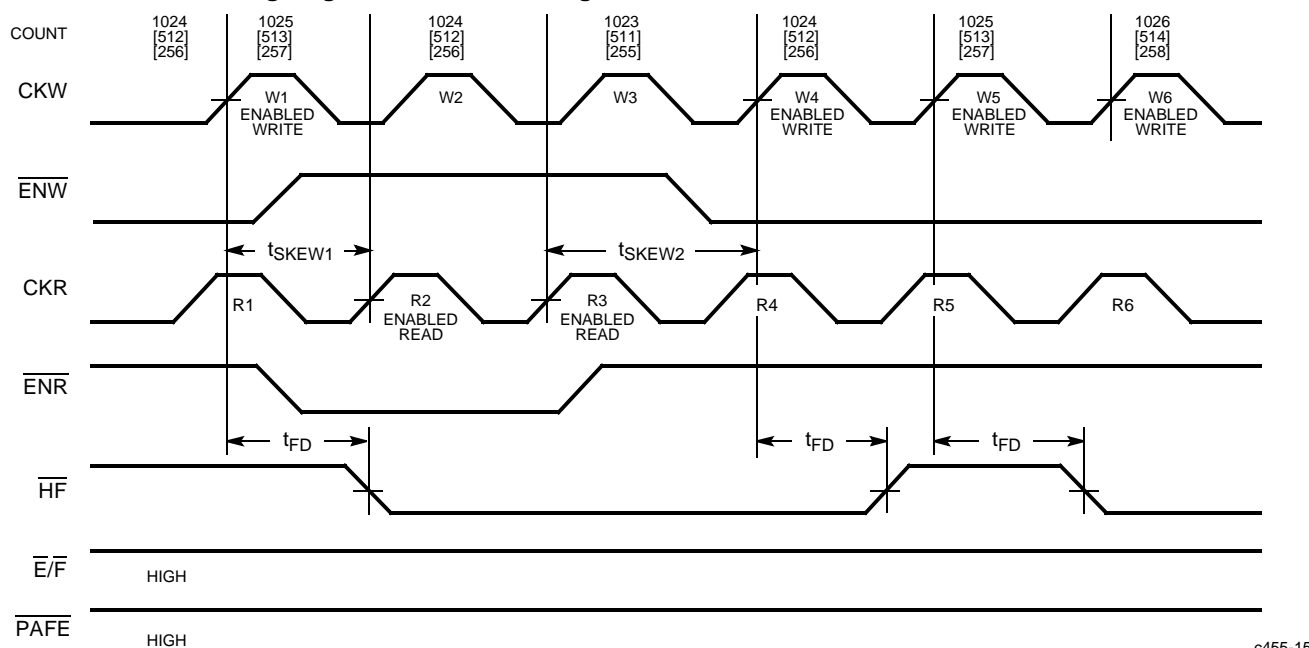 COUNT 1024 1025 1024 1023 1024 1025 1026
[512] [513] [512] [511] [512] [513] [514]
[256] [257] [256] [255] [256] [257] [258]
CKW W1 W2 W3 W4 W5 W6
ENABLED ENABLED ENABLED ENABLED
WRITE WRITE WRITE WRITE
ENW
tSKEW1 tSKEW2
CKR R1 R2 R3 R4 R5 R6
ENABLED ENABLED
READ READ
ENR
tFD tFD tFD
HF
E/F
HIGH
PAFE
HIGH